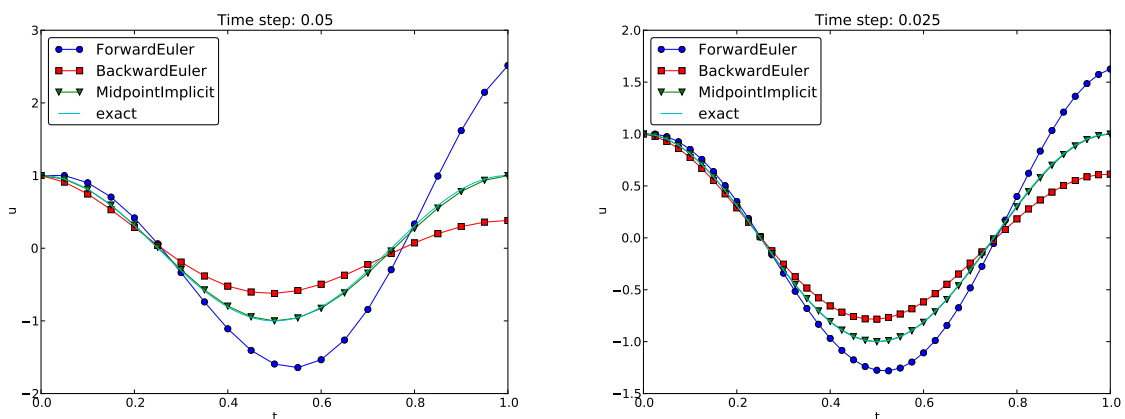 Time step: 0.05
3
2
1
0
−1
−2
u
ForwardEuler
BackwardEuler
MidpointImplicit
exact
0.0 0.2 0.4 0.6 0.8 1.0
t
Time step: 0.025
2.0
1.5
1.0
0.5
0.0
−0.5
−1.0
−1.5
u
ForwardEuler
BackwardEuler
MidpointImplicit
exact
0.0 0.2 0.4 0.6 0.8 1.0
t